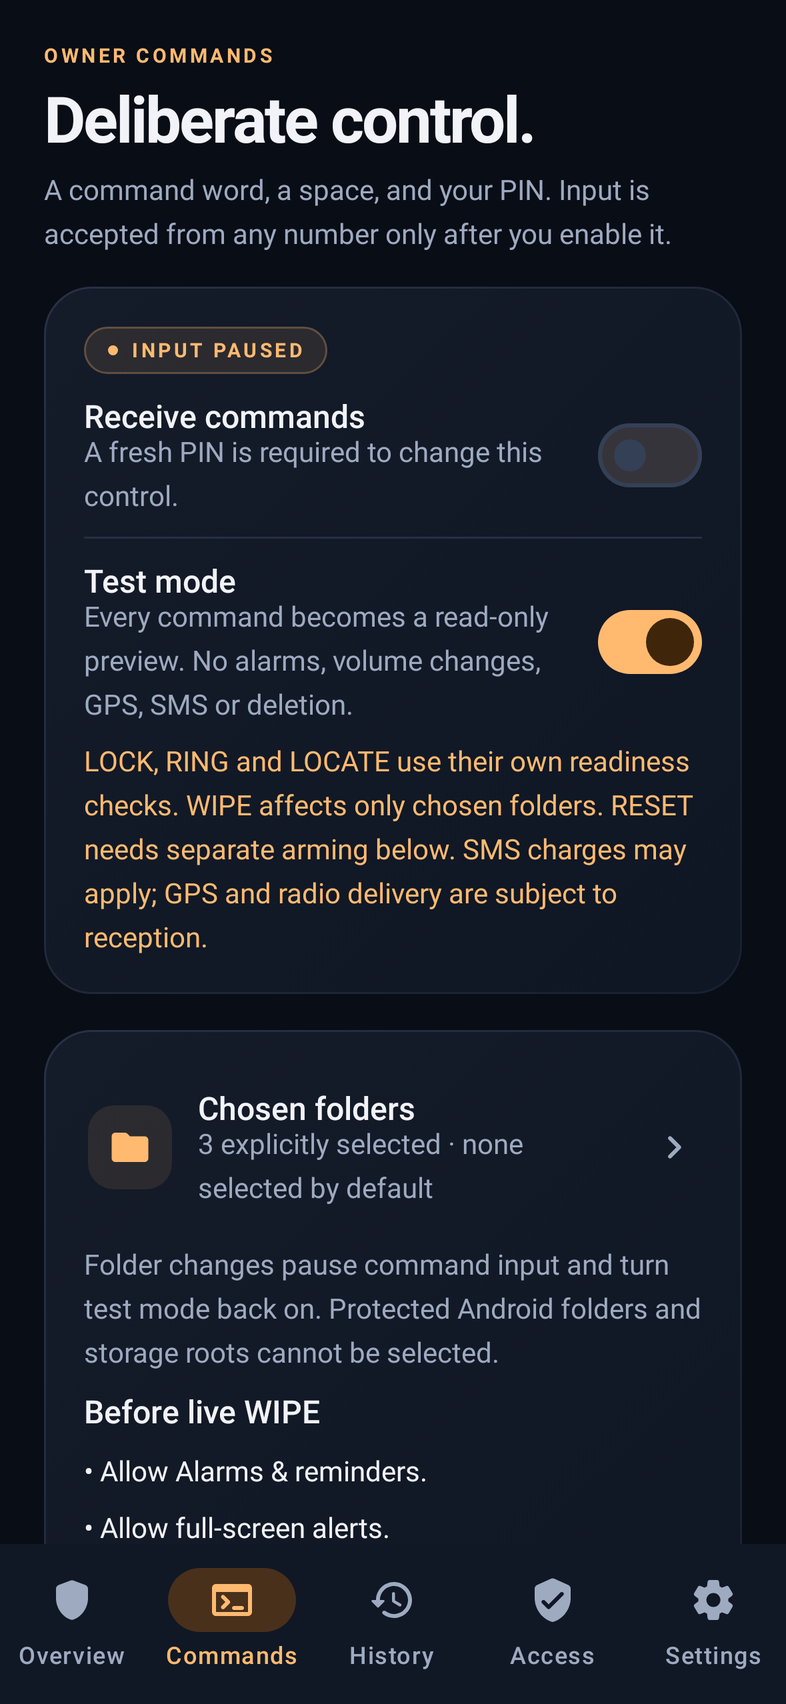 OWNER COMMANDS
Deliberate control.
A command word, a space, and your PIN. Input is
accepted from any number only after you enable it.
INPUT PAUSED
Receive commands
A fresh PIN is required to change this
control.
Test mode
Every command becomes a read-only
preview. No alarms, volume changes,
GPS, SMS or deletion.
LOCK, RING and LOCATE use their own readiness
checks. WIPE affects only chosen folders. RESET
needs separate arming below. SMS charges may
apply; GPS and radio delivery are subject to
reception.
Chosen folders
3 explicitly selected · none
selected by default
Folder changes pause command input and turn
test mode back on. Protected Android folders and
storage roots cannot be selected.
Before live WIPE
• Allow Alarms & reminders.
• Allow full-screen alerts.
Overview
Commands
History
Access
Settings